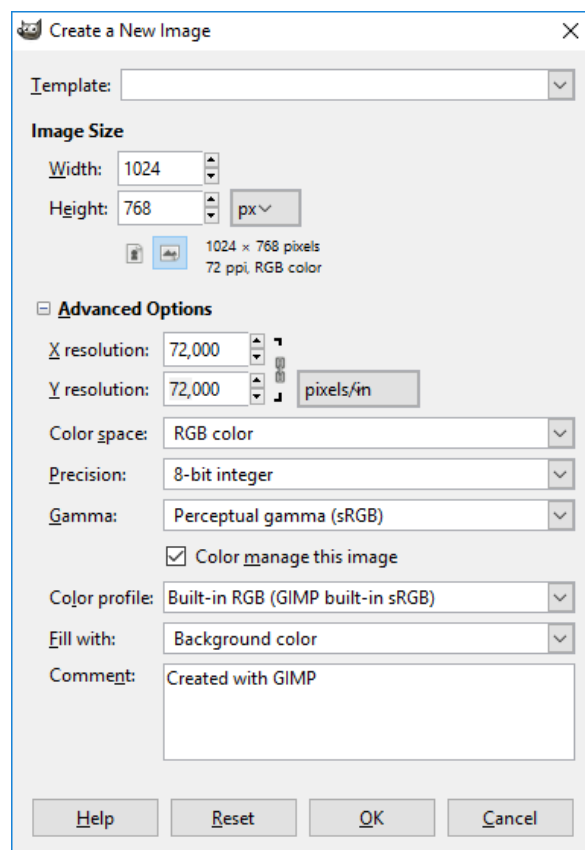 Create a New Image
Template:
Image Size
Width: 1024
Height: 768 px
1024 × 768 pixels
72 ppi, RGB color
Advanced Options
X resolution: 72,000
Y resolution: 72,000 pixels/in
Color space: RGB color
Precision: 8-bit integer
Gamma: Perceptual gamma (sRGB)
Color manage this image
Color profile: Built-in RGB (GIMP built-in sRGB)
Fill with: Background color
Comment: Created with GIMP
Help Reset OK Cancel